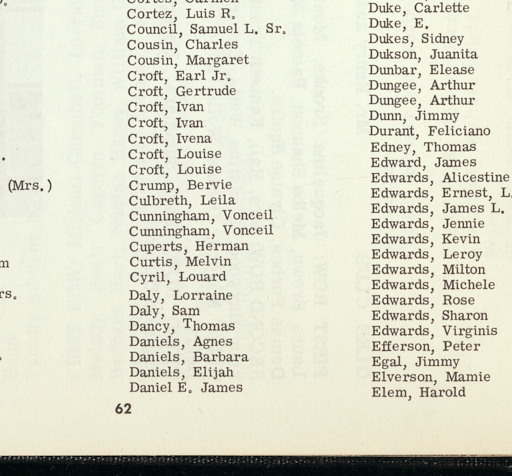 (Mrs.)
m
rs.
Cortes, Carmen
Cortez, Luis R.
Council, Samuel L. Sr.
Cousin, Charles
Cousin, Margaret
Croft, Earl Jr.
Croft, Gertrude
Croft, Ivan
Croft, Ivan
Croft, Ivena
Croft, Louise
Croft, Louise
Crump, Bervie
Culbreth, Leila
Cunningham, Vonceil
Cunningham, Vonceil
Cuperts, Herman
Curtis, Melvin
Cyril, Louard
Daly, Lorraine
Daly, Sam
Dancy, Thomas
Daniels, Agnes
Daniels, Barbara
Daniels, Elijah
Daniel E. James
62
Duke, Carlette
Duke, E.
Dukes, Sidney
Dukson, Juanita
Dunbar, Elease
Dungee, Arthur
Dungee, Arthur
Dunn, Jimmy
Durant, Feliciano
Edney, Thomas
Edward, James
Edwards, Alicestine
Edwards, Ernest, L
Edwards, James L.
Edwards, Jennie
Edwards, Kevin
Edwards, Leroy
Edwards, Milton
Edwards, Michele
Edwards, Rose
Edwards, Sharon
Edwards, Virginis
Efferson, Peter
Egal, Jimmy
Elverson, Mamie
Elem, Harold